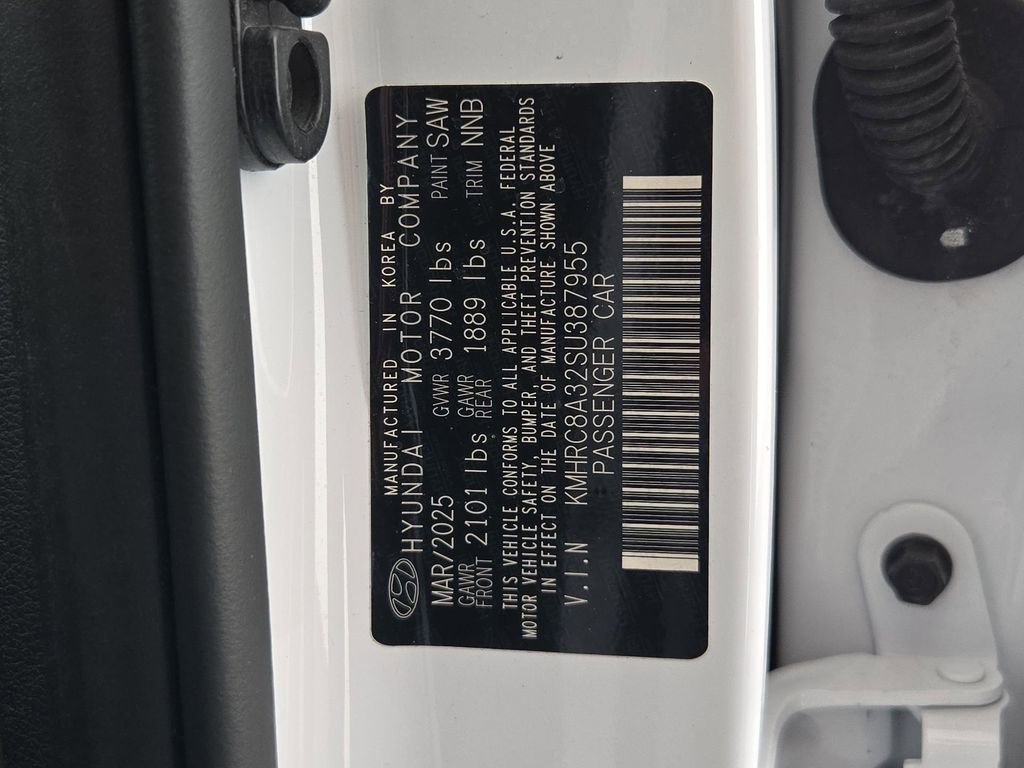 MANUFACTURED IN KOREA BY
HYUNDAI MOTOR COMPANY
MAR/2025 GVWR 3770 lbs PAINT SAW
GAWR FRONT 2101 lbs GAWR REAR 1889 lbs TRIM NNB
THIS VEHICLE CONFORMS TO ALL APPLICABLE U.S.A. FEDERAL
MOTOR VEHICLE SAFETY, BUMPER, AND THEFT PREVENTION STANDARDS
IN EFFECT ON THE DATE OF MANUFACTURE SHOWN ABOVE
V.I.N KMHRC8A32SU387955
PASSENGER CAR